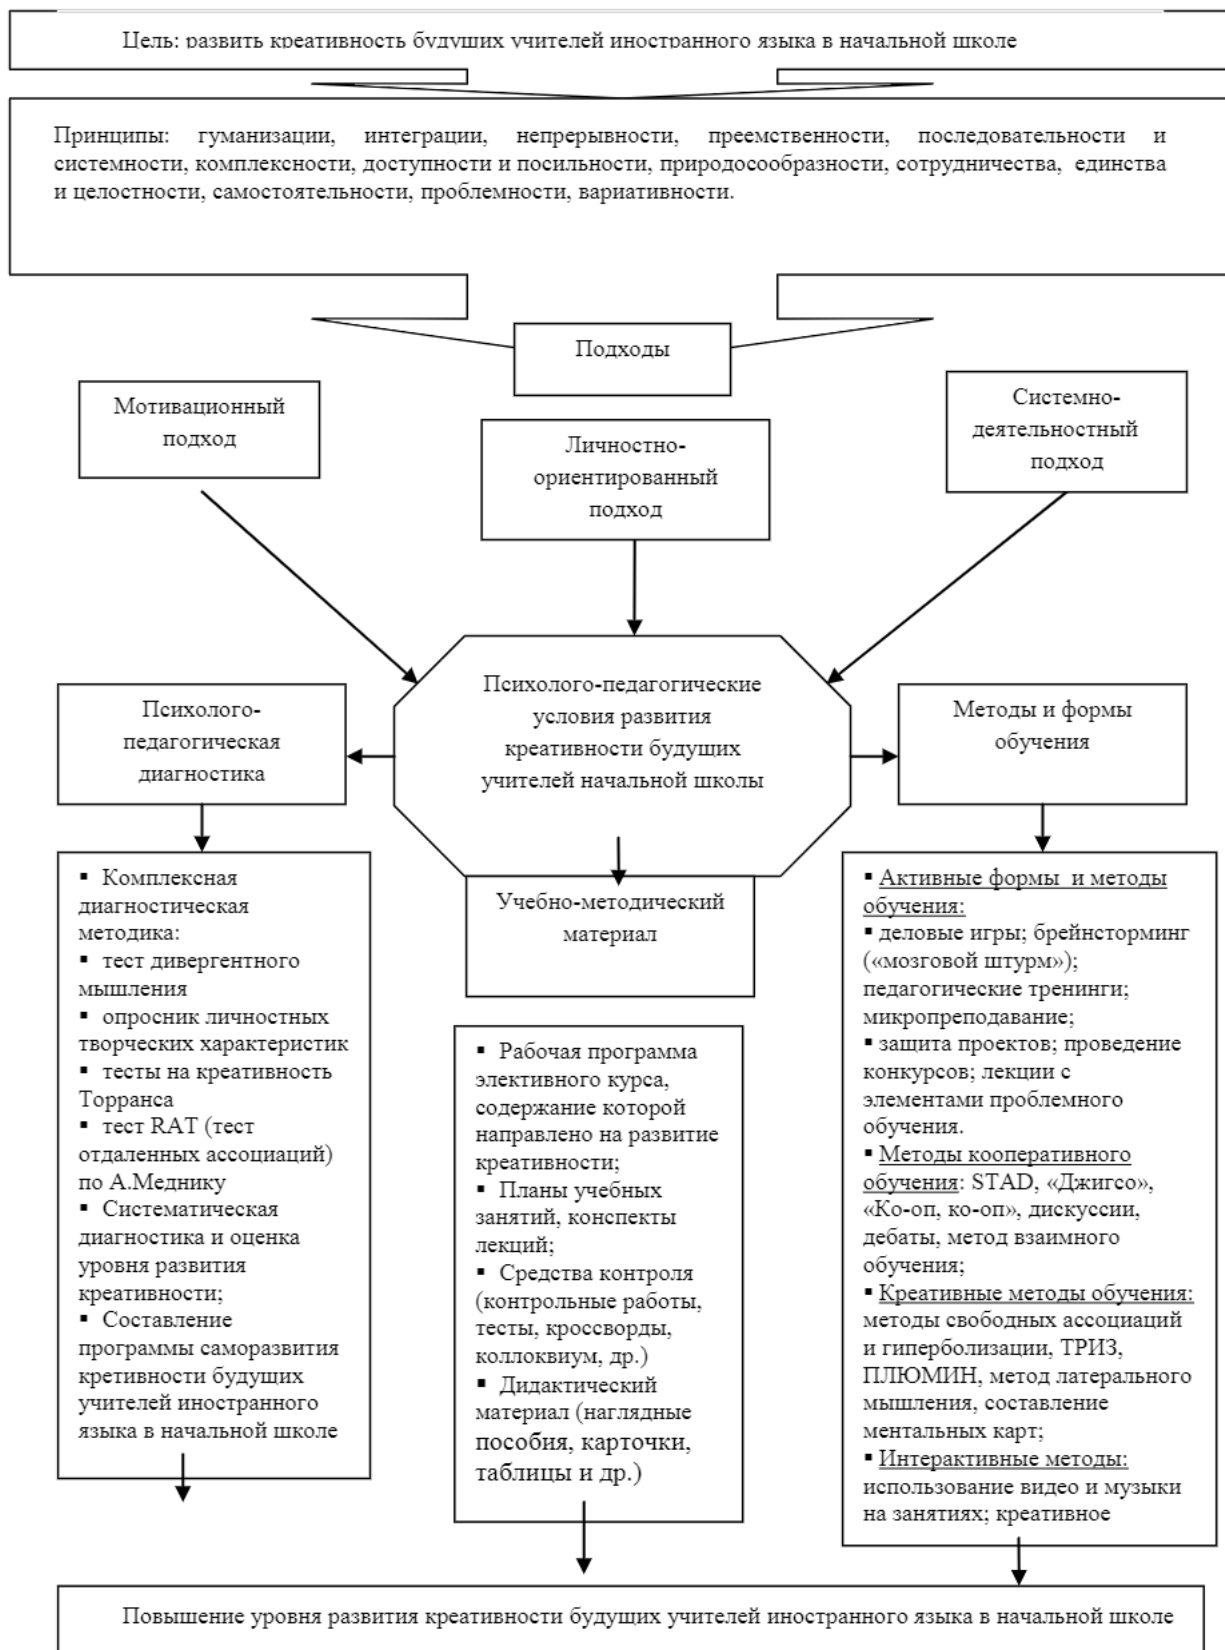 Цель: развить креативность будущих учителей иностранного языка в начальной школе
Принципы: гуманизации, интеграции, непрерывности, преемственности, последовательности и
системности, комплексности, доступности и посильности, природосообразности, сотрудничества, единства
и целостности, самостоятельности, проблемности, вариативности.
Подходы
Мотивационный
подход
Личностно-
ориентированный
подход
Системно-
деятельностный
подход
Психолого-педагогические
условия развития
креативности будущих
учителей начальной школы
Психолого-
педагогическая
диагностика
Методы и формы
обучения
Учебно-методический
материал
▪ Комплексная
диагностическая
методика:
▪ тест дивергентного
мышления
▪ опросник личностных
творческих характеристик
▪ тесты на креативность
Торранса
▪ тест RAT (тест
отдаленных ассоциаций)
по А.Меднику
▪ Систематическая
диагностика и оценка
уровня развития
креативности;
▪ Составление
программы саморазвития
кретивности будущих
учителей иностранного
языка в начальной школе
▪ Рабочая программа
элективного курса,
содержание которой
направлено на развитие
креативности;
▪ Планы учебных
занятий, конспекты
лекций;
▪ Средства контроля
(контрольные работы,
тесты, кроссворды,
коллоквиум, др.)
▪ Дидактический
материал (наглядные
пособия, карточки,
таблицы и др.)
▪ Активные формы и методы
обучения:
▪ деловые игры; брейнсторминг
(«мозговой штурм»);
педагогические тренинги;
микропреподавание;
▪ защита проектов; проведение
конкурсов; лекции с
элементами проблемного
обучения.
▪ Методы кооперативного
обучения: STAD, «Джигсо»,
«Ко-оп, ко-оп», дискуссии,
дебаты, метод взаимного
обучения;
▪ Креативные методы обучения:
методы свободных ассоциаций
и гиперболизации, ТРИЗ,
ПЛЮМИН, метод латерального
мышления, составление
ментальных карт;
▪ Интерактивные методы:
использование видео и музыки
на занятиях; креативное
Повышение уровня развития креативности будущих учителей иностранного языка в начальной школе